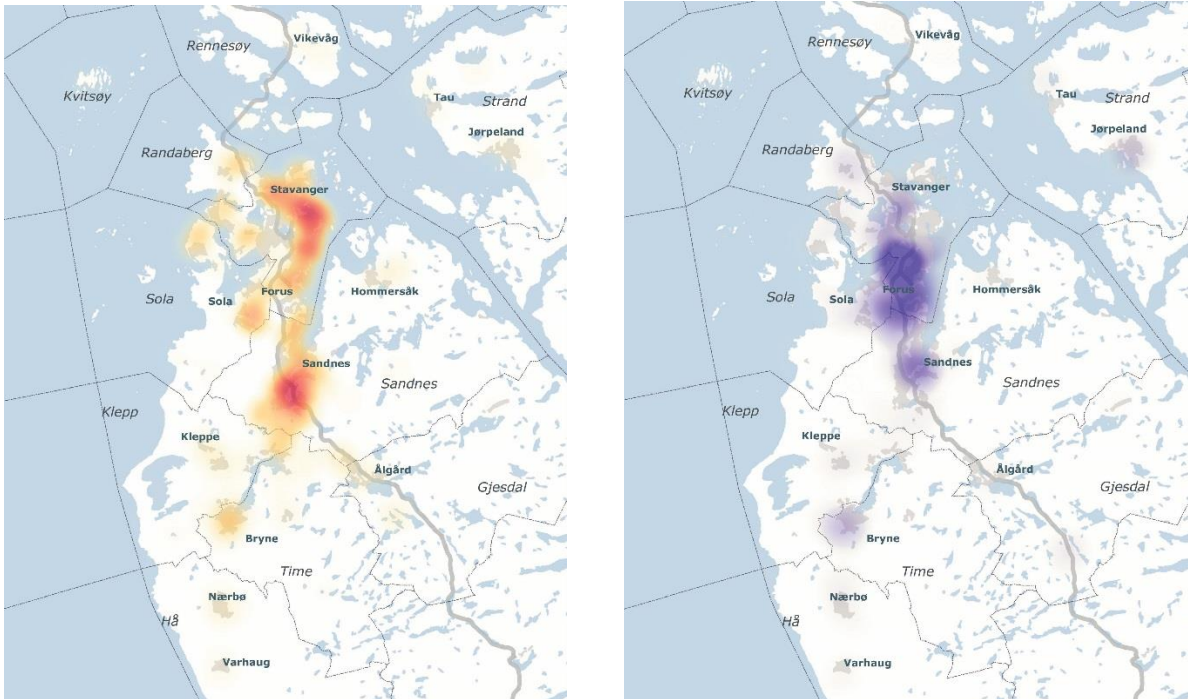 Vikevåg
Rennesøy
Kvitsøy
Tau
Strand
Jørpeland
Randaberg
Stavanger
Sola
Sola
Forus
Hommersåk
Sandnes
Sandnes
Klepp
Kleppe
Ålgård
Gjesdal
Bryne
Time
Nærbø
Hå
Varhaug
Vikevåg
Rennesøy
Kvitsøy
Tau
Strand
Jørpeland
Randaberg
Stavanger
Sola
Sola
Forus
Hommersåk
Sandnes
Sandnes
Klepp
Kleppe
Ålgård
Gjesdal
Bryne
Time
Nærbø
Hå
Varhaug